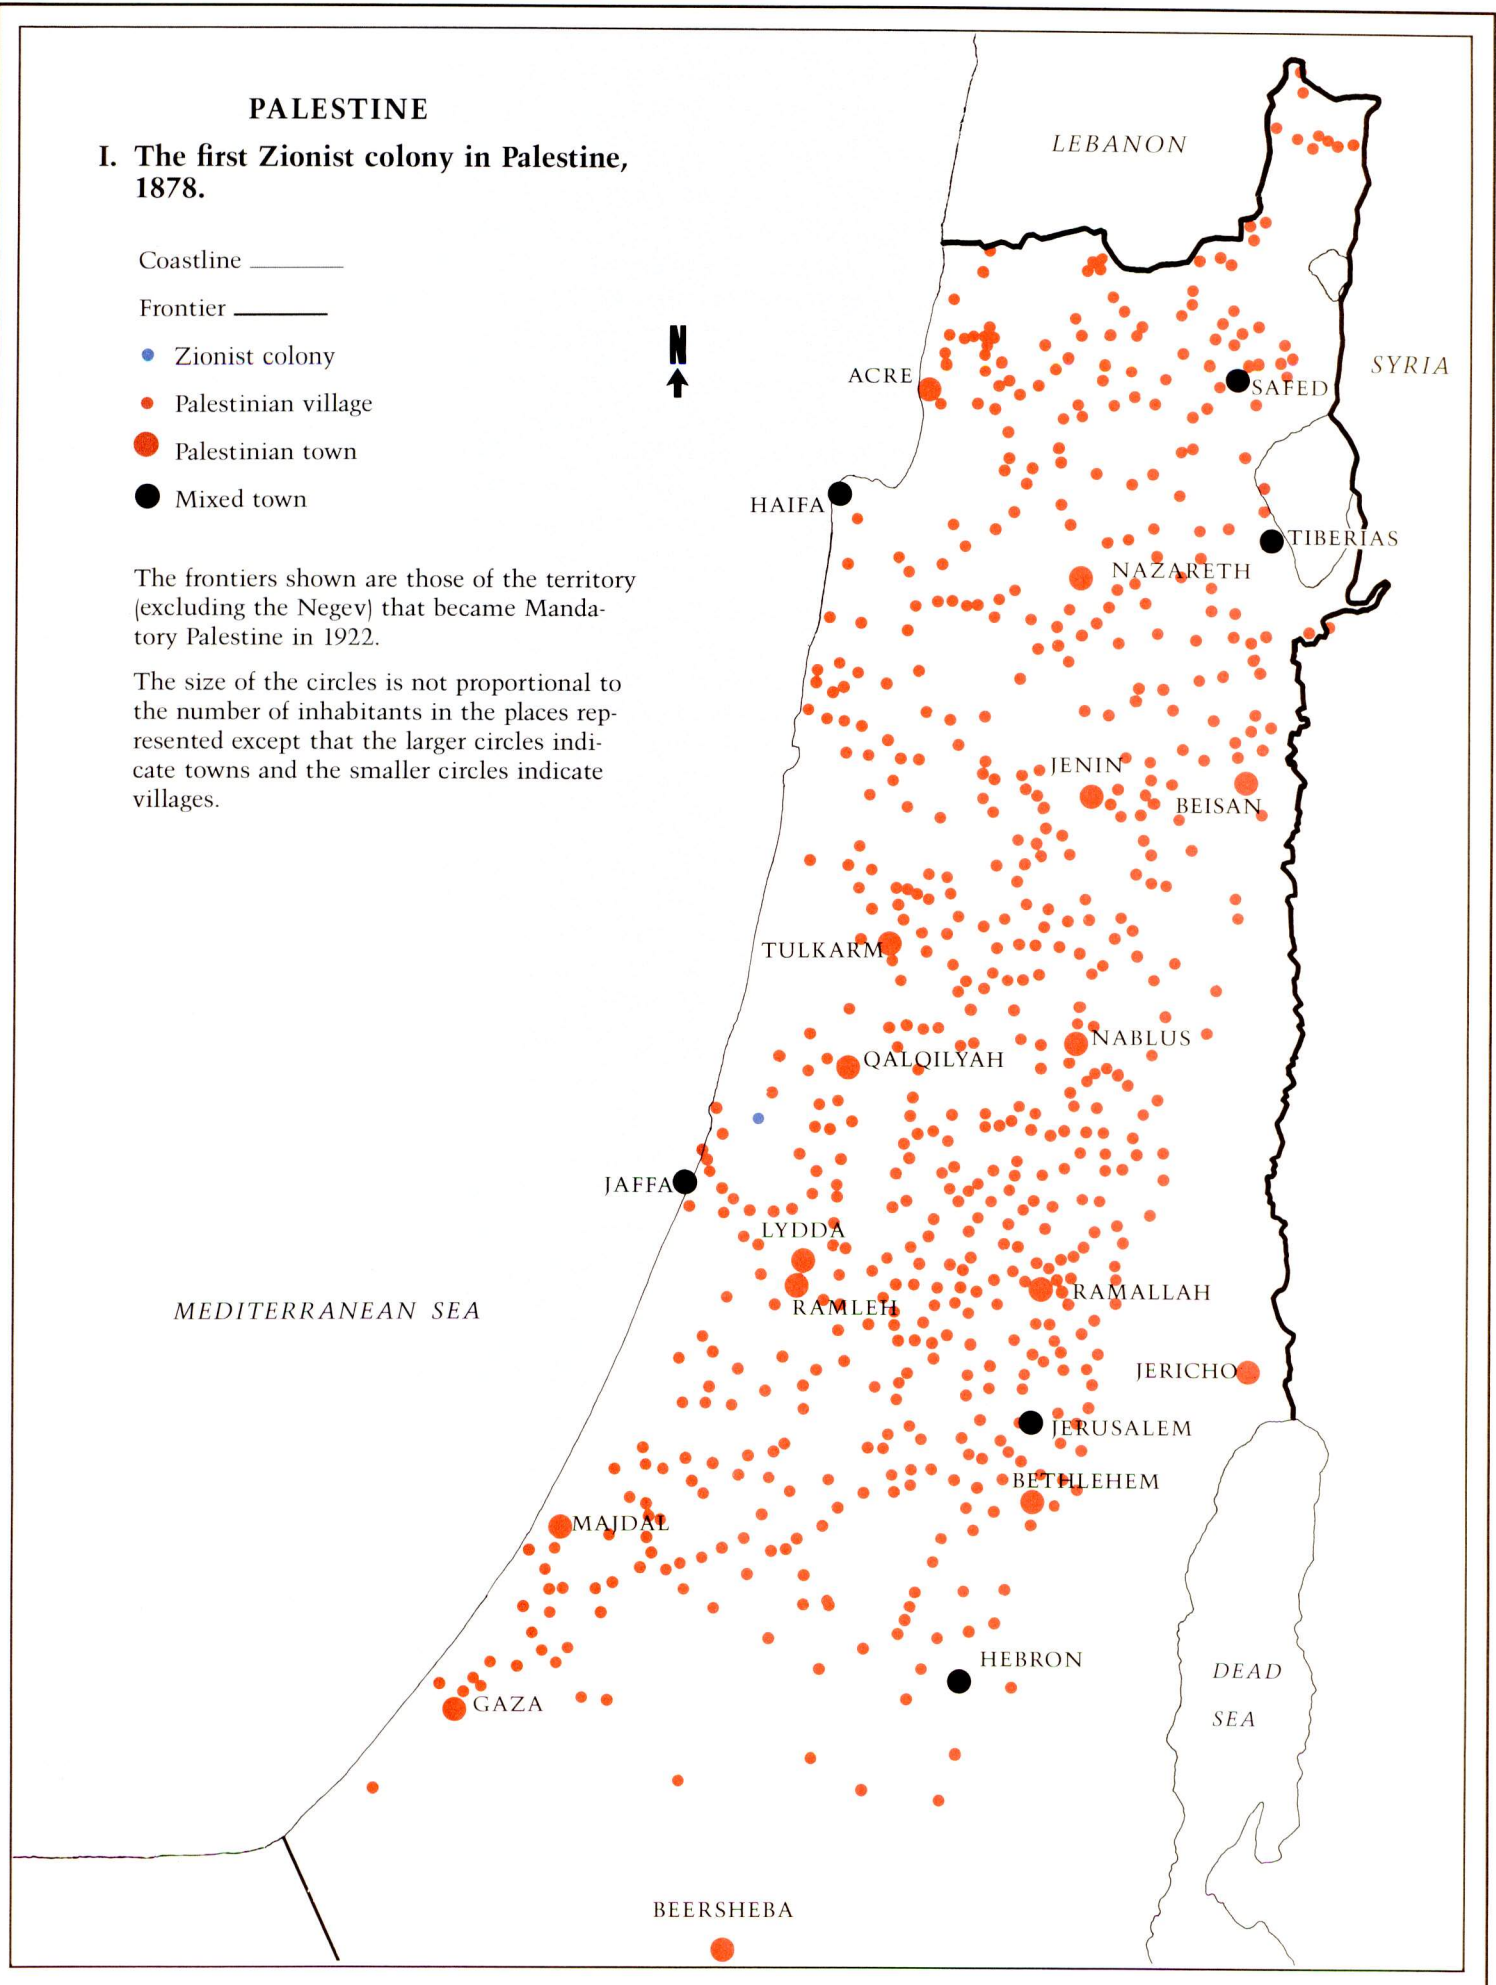 PALESTINE
I. The first Zionist colony in Palestine,
1878.
Coastline
Frontier
Zionist colony
Palestinian village
Palestinian town
Mixed town
The frontiers shown are those of the territory
(excluding the Negev) that became Manda-
tory Palestine in 1922.
The size of the circles is not proportional to
the number of inhabitants in the places rep-
resented except that the larger circles indi-
cate towns and the smaller circles indicate
villages.
N
LEBANON
SYRIA
ACRE
SAFED
HAIFA
TIBERIAS
NAZARETH
JENIN
BEISAN
TULKARM
NABLUS
QALQILYAH
JAFFA
LYDDA
RAMLEH
RAMALLAH
MEDITERRANEAN SEA
JERICHO
JERUSALEM
BETHLEHEM
MAJDAL
HEBRON
DEAD
SEA
GAZA
BEERSHEBA